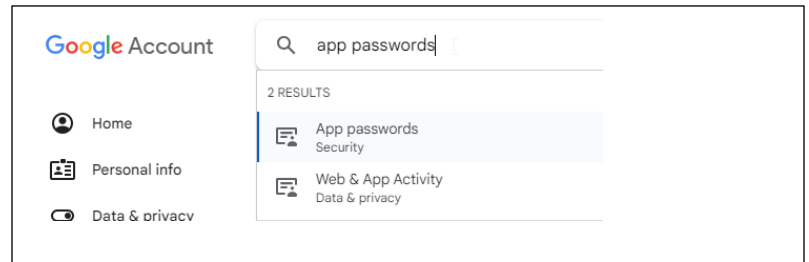 Google Account
app passwords
2 RESULTS
App passwords
Security
Web & App Activity
Data & privacy
Home
Personal info
Data & privacy